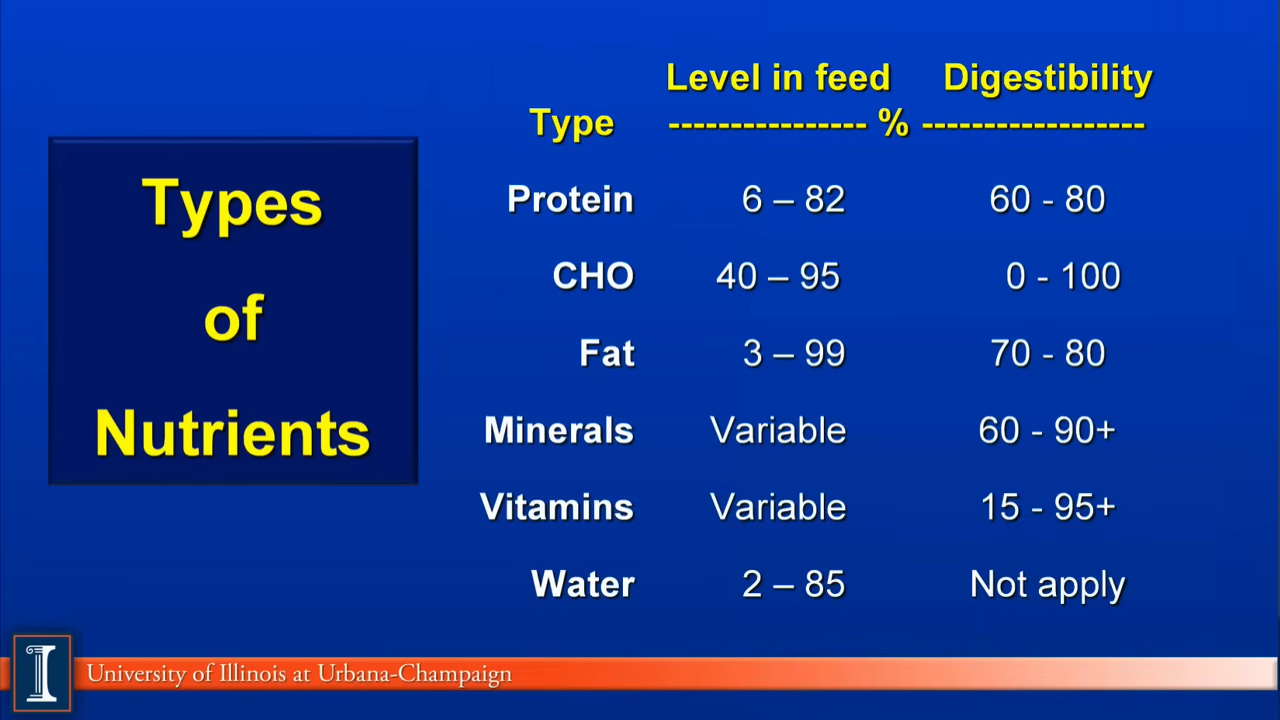 Types
of
Nutrients
Level in feed Digestibility
Type ---------------- % ------------------
Protein 6 – 82 60 - 80
CHO 40 – 95 0 - 100
Fat 3 – 99 70 - 80
Minerals Variable 60 - 90+
Vitamins Variable 15 - 95+
Water 2 – 85 Not apply
I University of Illinois at Urbana-Champaign